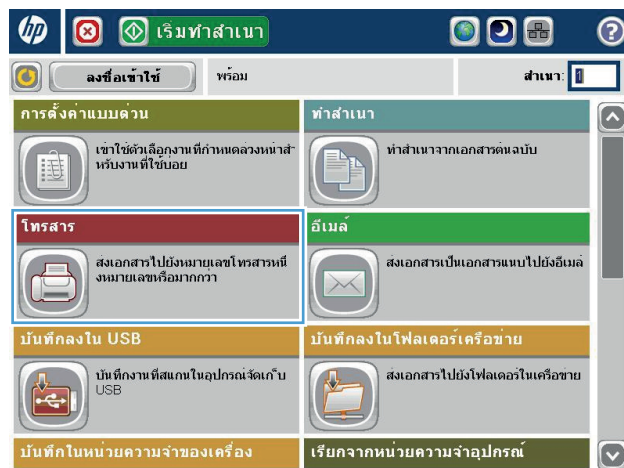 hp เริ่มทำสำเนา ?
ลงชื่อเข้าใช้ พร้อม สำเนา: 1
การตั้งค่าแบบด่วน
เข้าใช้ตัวเลือกงานที่กำหนดล่วงหน้าสำ
หรับงานที่ใช้บ่อย
ทำสำเนา
ทำสำเนาจากเอกสารต้นฉบับ
โทรสาร
ส่งเอกสารไปยังหมายเลขโทรสารหนึ่
งหมายเลขหรือมากกว่า
อีเมล์
ส่งเอกสารเป็นเอกสารแนบไปยังอีเมล์
บันทึกลงใน USB
บันทึกงานที่สแกนในอุปกรณ์จัดเก็บ
USB
บันทึกลงในโฟลเดอร์เครือข่าย
ส่งเอกสารไปยังโฟลเดอร์ในเครือข่าย
บันทึกในหน่วยความจำของเครื่อง
เรียกจากหน่วยความจำอุปกรณ์